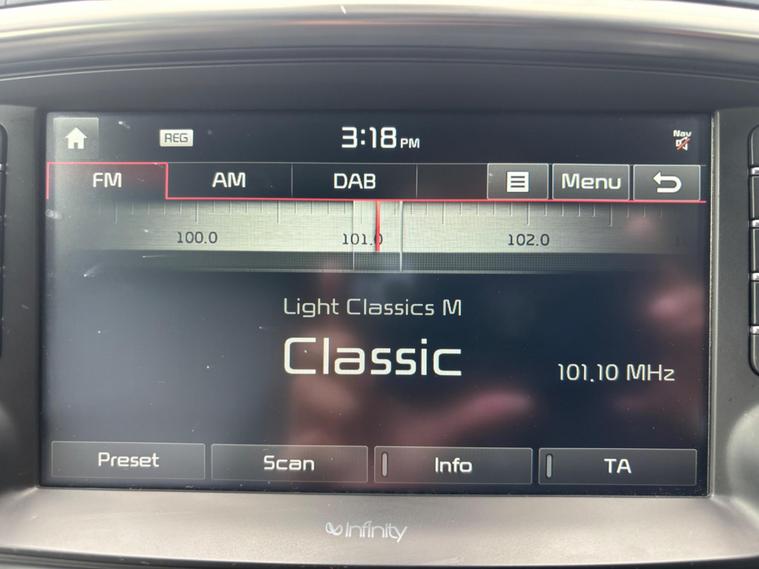 REG 3:18 PM Nav
FM AM DAB Menu
100.0 101.0 102.0
Light Classics M
Classic
101.10 MHz
Preset Scan Info TA
Infinity